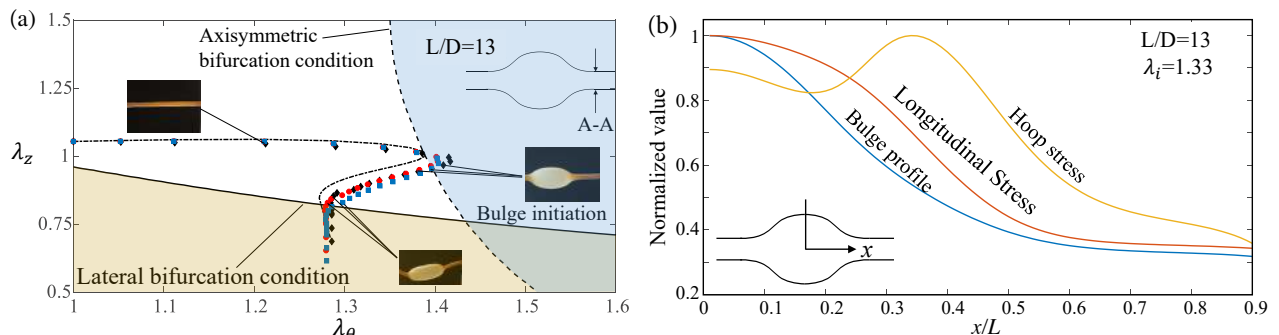 (a)
1.5
1.25
1
0.75
0.5
λz
1
1.1
1.2
1.3
1.4
1.5
1.6
λθ
Axisymmetric
bifurcation condition
L/D=13
A-A
Bulge initiation
Lateral bifurcation condition
(b)
1
0.8
0.6
0.4
0.2
Normalized value
0
0.1
0.2
0.3
0.4
0.5
0.6
0.7
0.8
0.9
x/L
L/D=13
λi=1.33
Hoop stress
Longitudinal Stress
Bulge profile
x